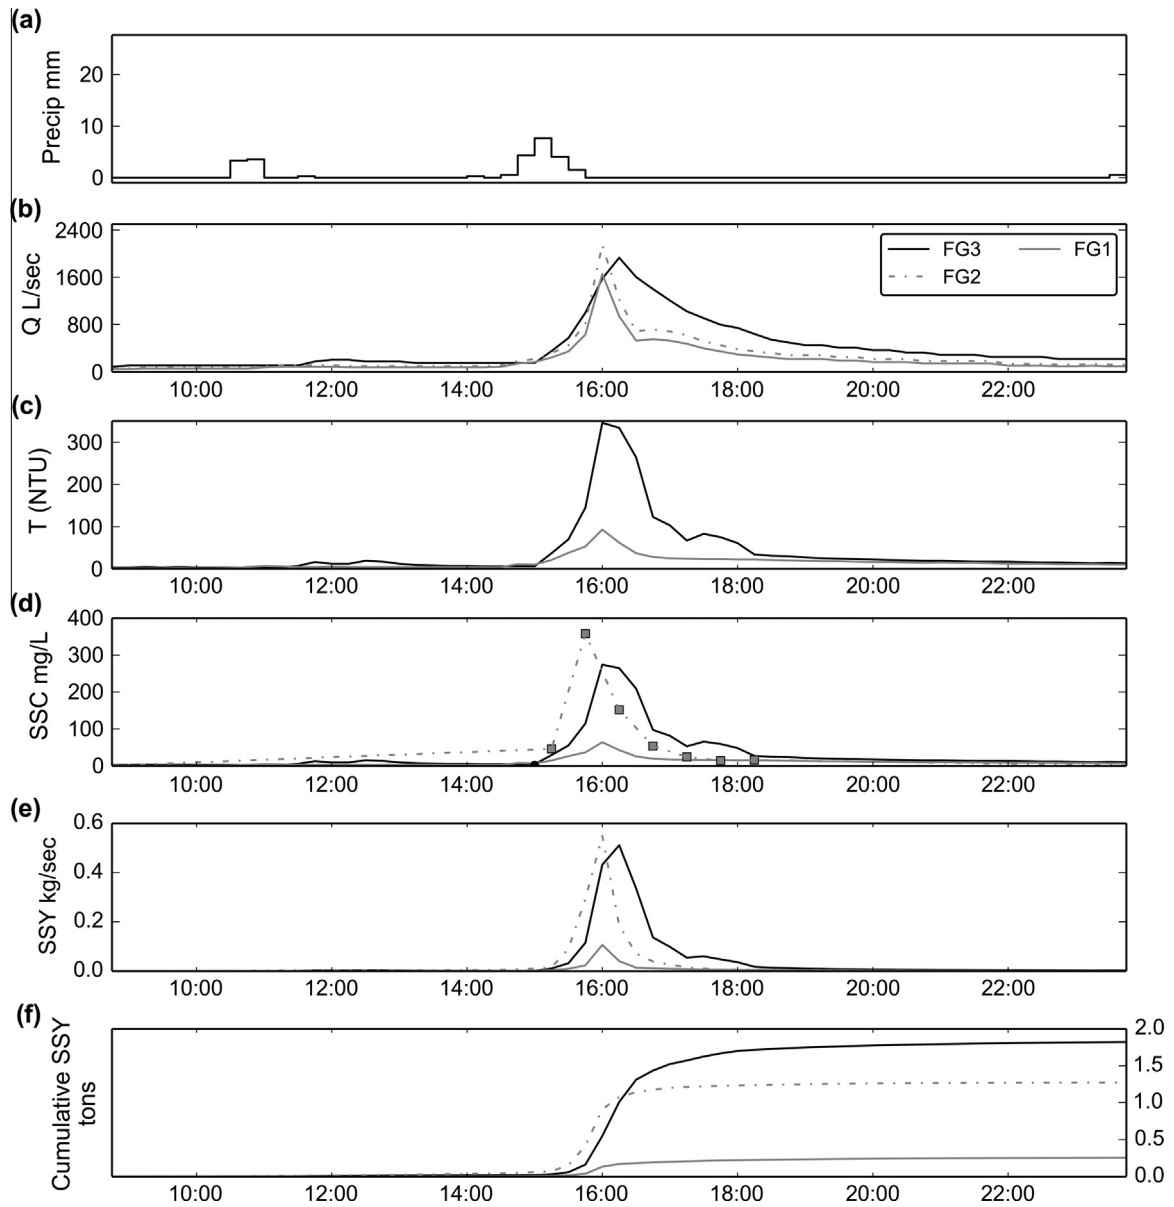 (a)
Precip mm
20
10
0
(b)
Q L/sec
2400
1600
800
0
FG3
FG1
FG2
10:00 12:00 14:00 16:00 18:00 20:00 22:00
(c)
T (NTU)
300
200
100
0
10:00 12:00 14:00 16:00 18:00 20:00 22:00
(d)
SSC mg/L
400
300
200
100
0
10:00 12:00 14:00 16:00 18:00 20:00 22:00
(e)
SSY kg/sec
0.6
0.4
0.2
0.0
10:00 12:00 14:00 16:00 18:00 20:00 22:00
(f)
Cumulative SSY
tons
2.0
1.5
1.0
0.5
0.0
10:00 12:00 14:00 16:00 18:00 20:00 22:00